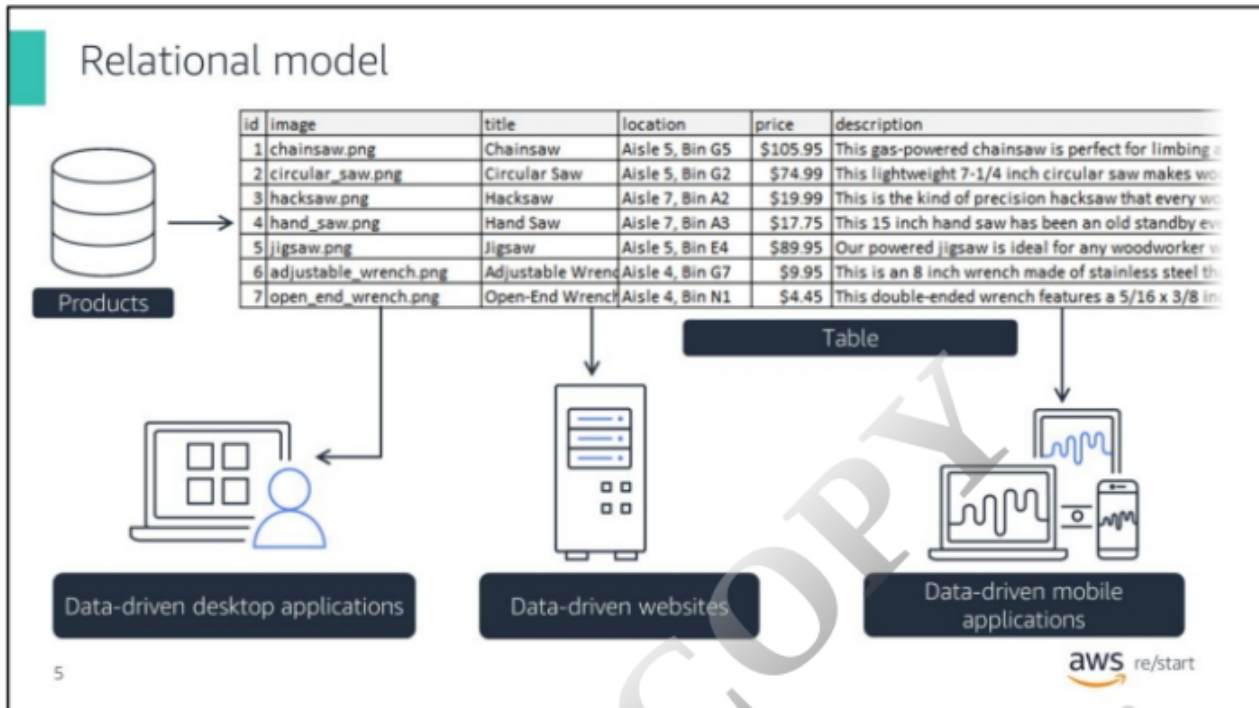 Relational model
id image title location price description
1 chainsaw.png Chainsaw Aisle 5, Bin G5 $105.95 This gas-powered chainsaw is perfect for limbing
2 circular_saw.png Circular Saw Aisle 5, Bin G2 $74.99 This lightweight 7-1/4 inch circular saw makes
3 hacksaw.png Hacksaw Aisle 7, Bin A2 $19.99 This is the kind of precision hacksaw that every
4 hand_saw.png Hand Saw Aisle 7, Bin A3 $17.75 This 15 inch hand saw has been an old standby
5 jigsaw.png Jigsaw Aisle 5, Bin E4 $89.95 Our powered jigsaw is ideal for any woodworker
6 adjustable_wrench.png Adjustable Wrenc Aisle 4, Bin G7 $9.95 This is an 8 inch wrench made of stainless steel
7 open_end_wrench.png Open-End Wrench Aisle 4, Bin N1 $4.45 This double-ended wrench features a 5/16 x 3/8
Products
Table
Data-driven desktop applications
Data-driven websites
Data-driven mobile
applications
COPY
5
aws re/start